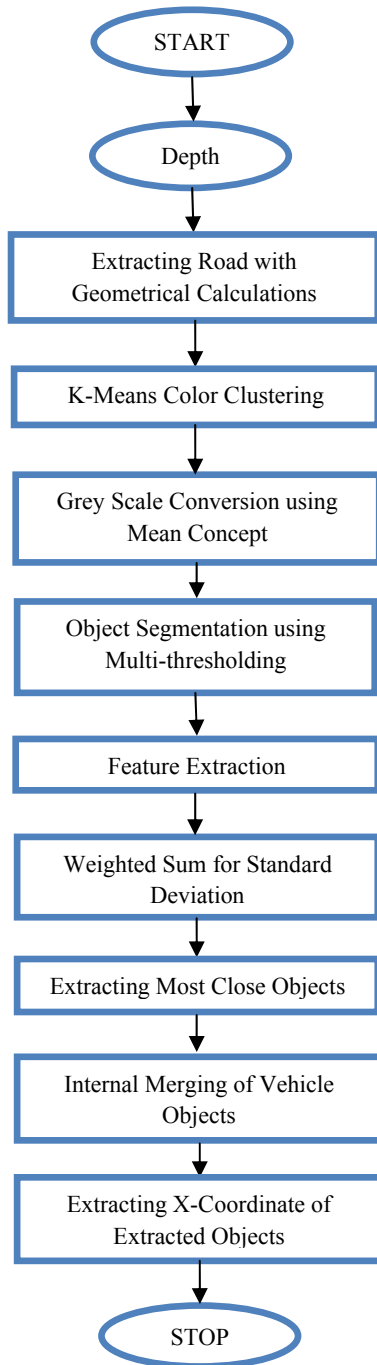 START
Depth
Extracting Road with
Geometrical Calculations
K-Means Color Clustering
Grey Scale Conversion using
Mean Concept
Object Segmentation using
Multi-thresholding
Feature Extraction
Weighted Sum for Standard
Deviation
Extracting Most Close Objects
Internal Merging of Vehicle
Objects
Extracting X-Coordinate of
Extracted Objects
STOP